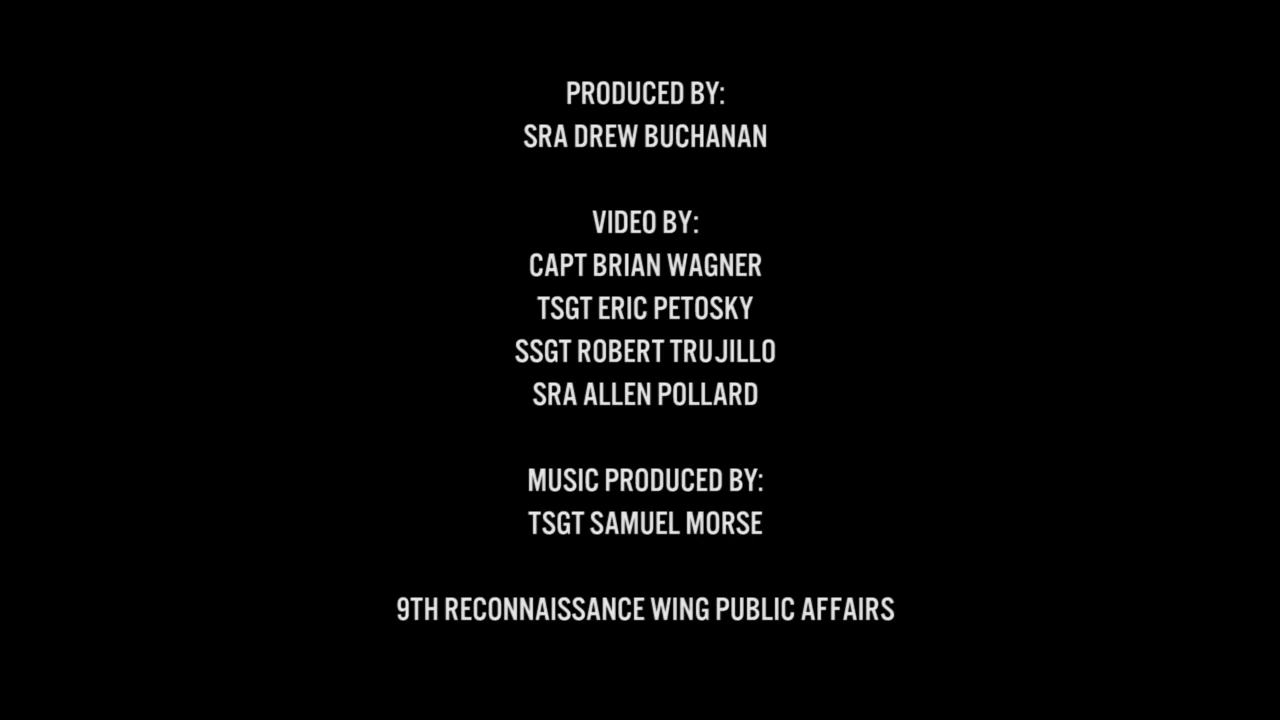 PRODUCED BY:
SRA DREW BUCHANAN
VIDEO BY:
CAPT BRIAN WAGNER
TSGT ERIC PETOSKY
SSGT ROBERT TRUJILLO
SRA ALLEN POLLARD
MUSIC PRODUCED BY:
TSGT SAMUEL MORSE
9TH RECONNAISSANCE WING PUBLIC AFFAIRS